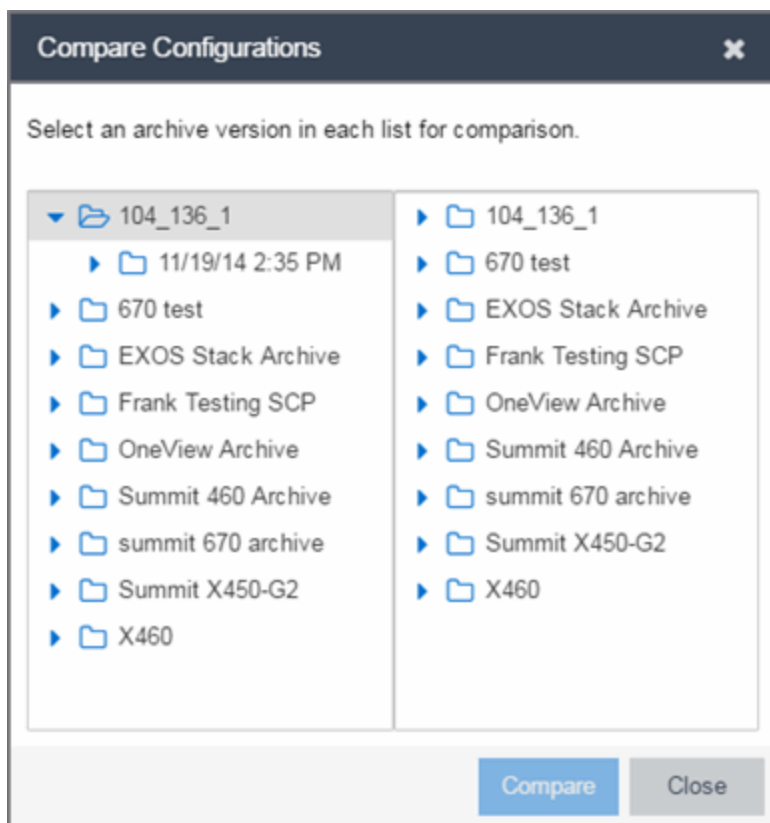 Compare Configurations
Select an archive version in each list for comparison.
104_136_1
11/19/14 2:35 PM
670 test
EXOS Stack Archive
Frank Testing SCP
OneView Archive
Summit 460 Archive
summit 670 archive
Summit X450-G2
X460
104_136_1
670 test
EXOS Stack Archive
Frank Testing SCP
OneView Archive
Summit 460 Archive
summit 670 archive
Summit X450-G2
X460
Compare
Close